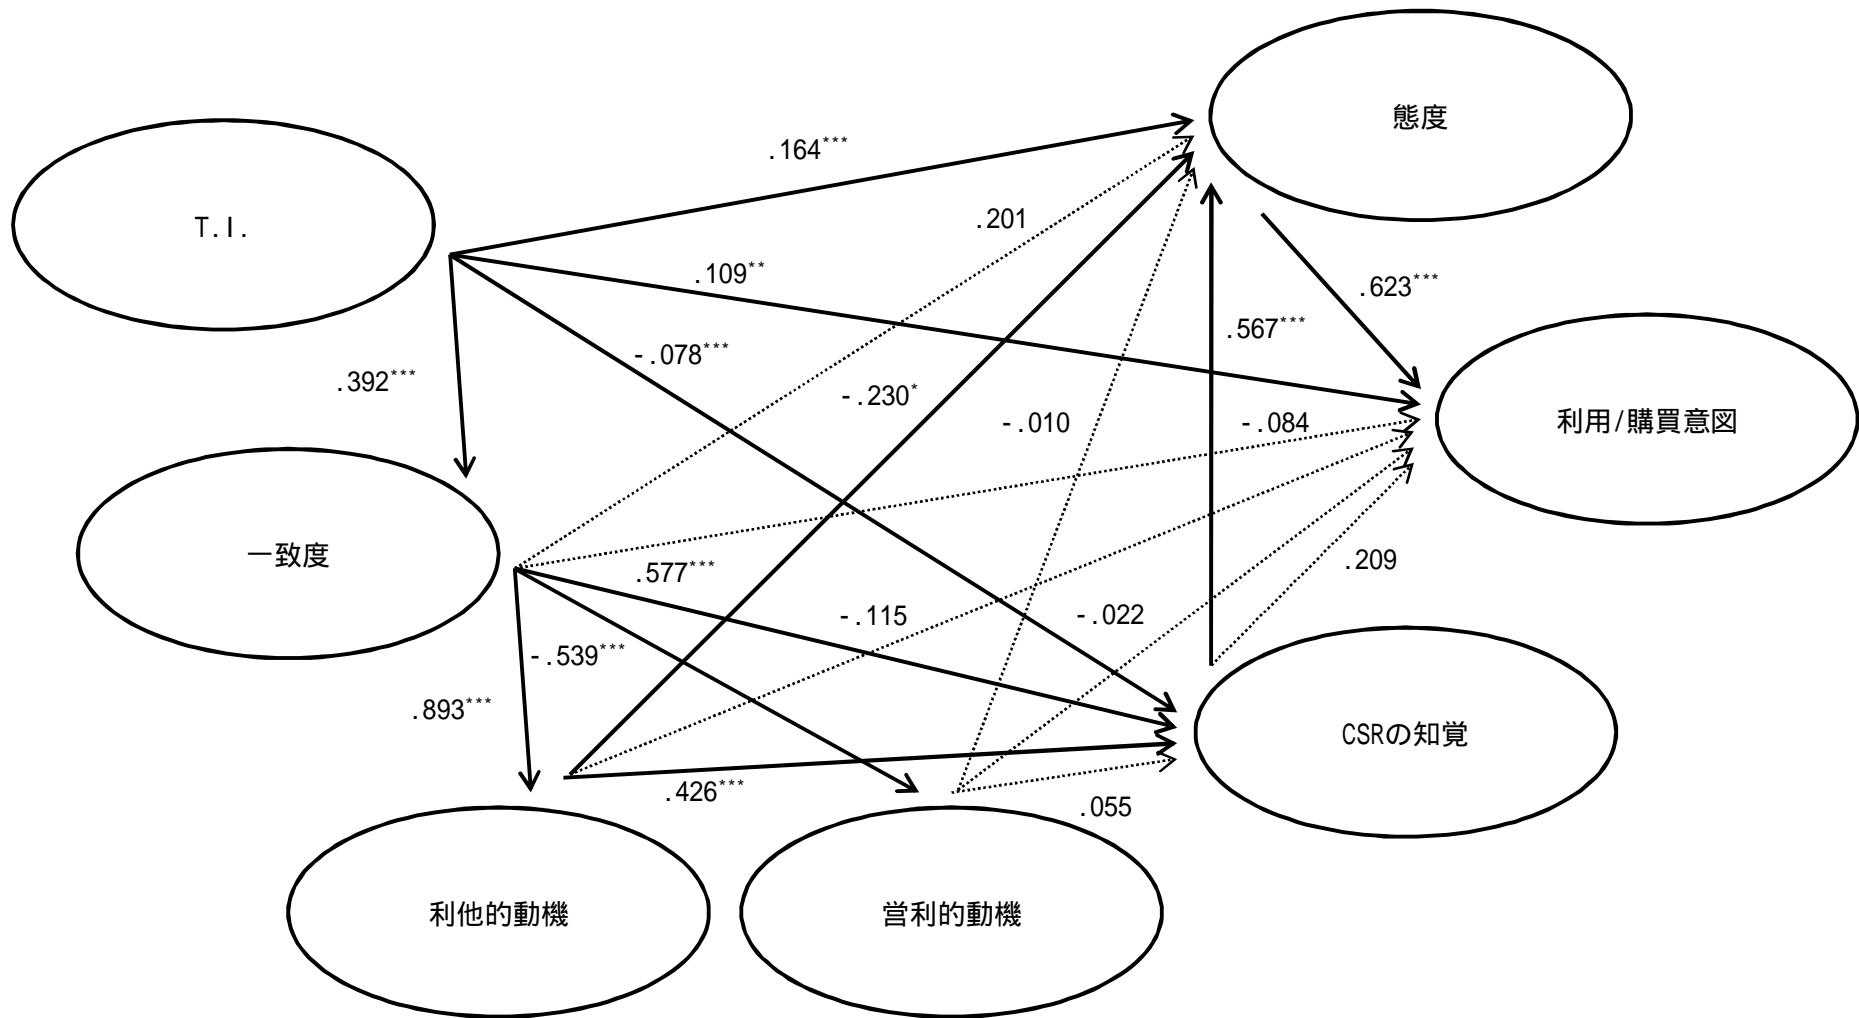 態度
.164***
T.I.
.201
.109**
.623***
.567***
-.078***
.392***
-.230*
-.010
-.084
利用/購買意図
一致度
.577***
.209
-.115
-.022
-.539***
.893***
CSRの知覚
.426***
.055
利他的動機
営利的動機